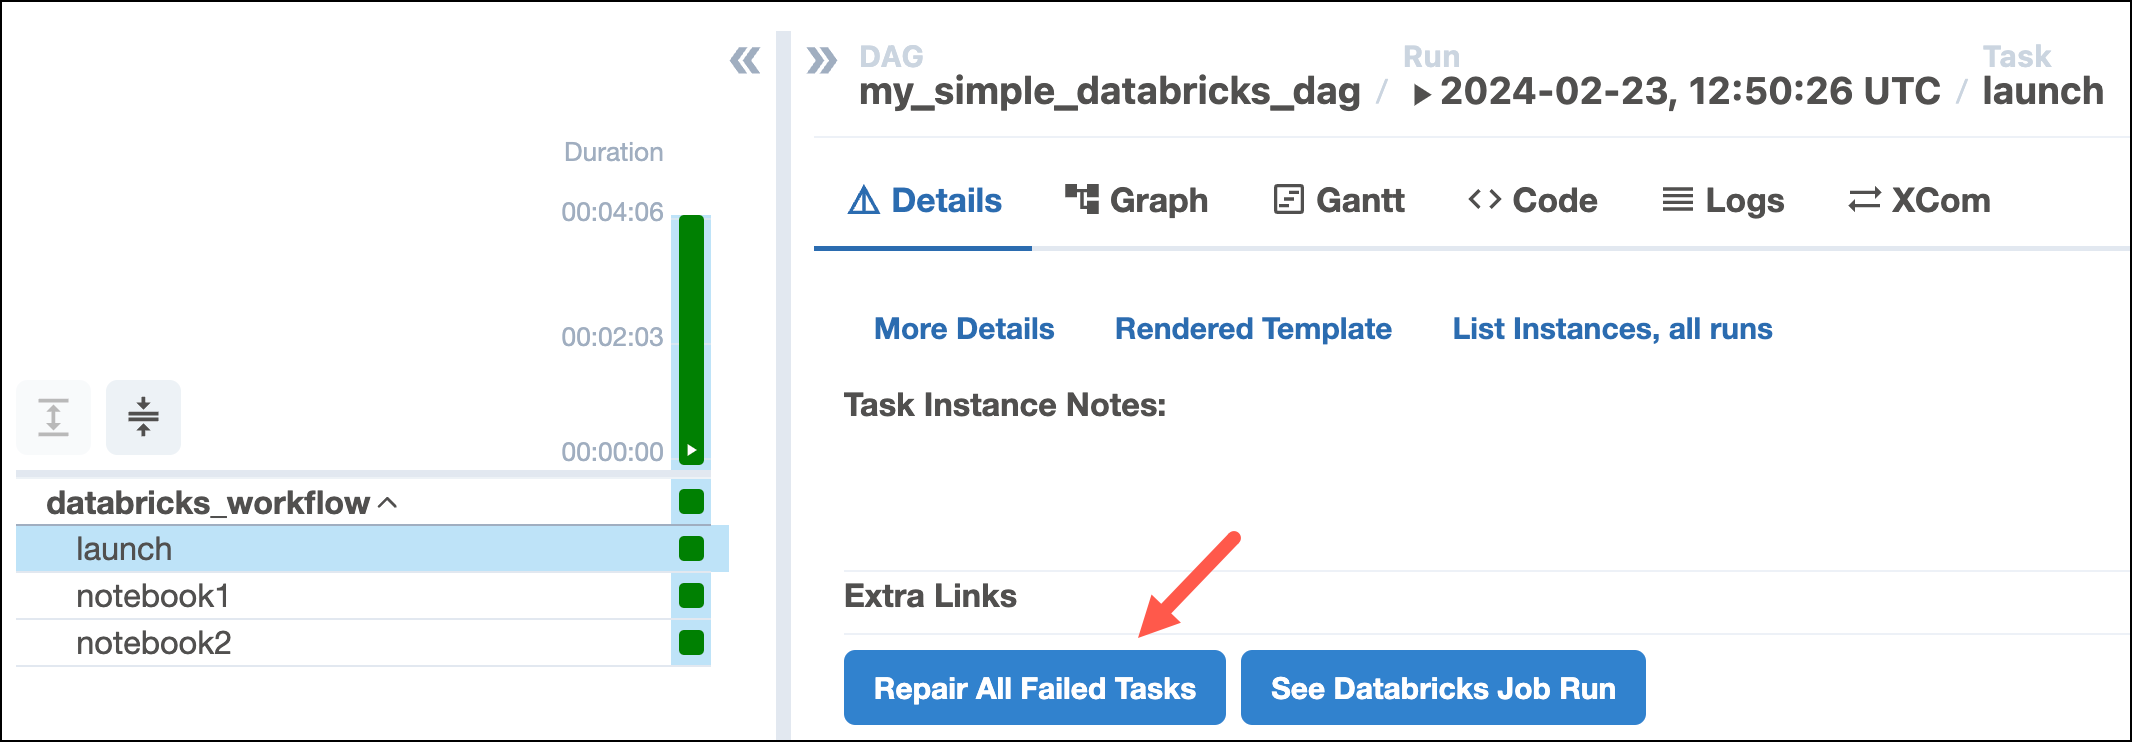 DAG
my_simple_databricks_dag / 2024-02-23, 12:50:26 UTC / launch
Run
Task
Duration
00:04:06
00:02:03
00:00:00
databricks_workflow
launch
notebook1
notebook2
Details Graph Gantt Code Logs XCom
More Details Rendered Template List Instances, all runs
Task Instance Notes:
Extra Links
Repair All Failed Tasks See Databricks Job Run